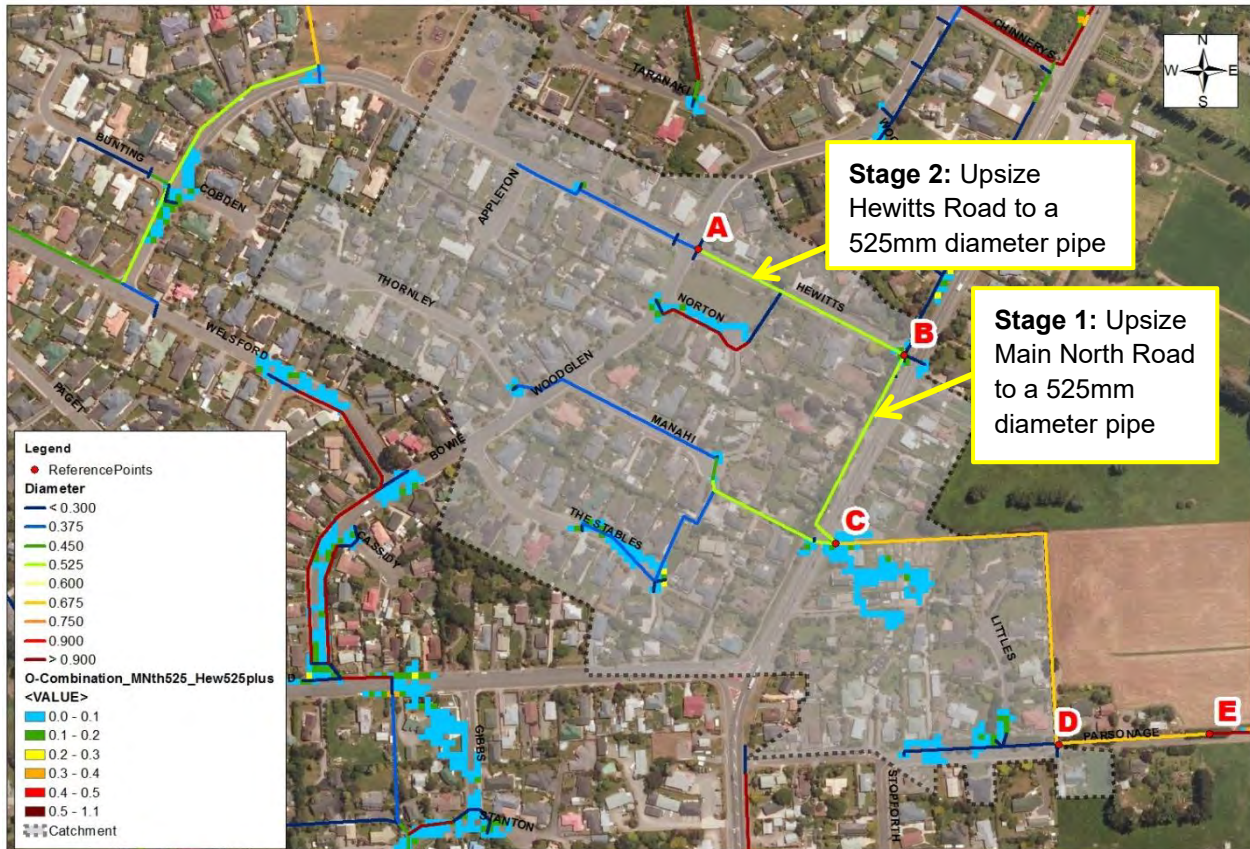 CHINNERYS
N
W E
S
TARANAKI
BUNTING
COBDEN
APPLETON
A
Stage 2: Upsize
Hewitts Road to a
525mm diameter pipe
THORNLEY
HEWITTS
NORTON
B
Stage 1: Upsize
Main North Road
to a 525mm
diameter pipe
WELSFORD
WOODGLEN
PAGET
MANAHI
BOWIE
THE STABLES
C
CASSIDY
LITTLES
D
E
PARSONAGE
GIBBS
STOPFORTH
STANTON
Legend
ReferencePoints
Diameter
< 0.300
0.375
0.450
0.525
0.600
0.675
0.750
0.900
> 0.900
O-Combination_MNth525_Hew525plus
<VALUE>
0.0 - 0.1
0.1 - 0.2
0.2 - 0.3
0.3 - 0.4
0.4 - 0.5
0.5 - 1.1
Catchment